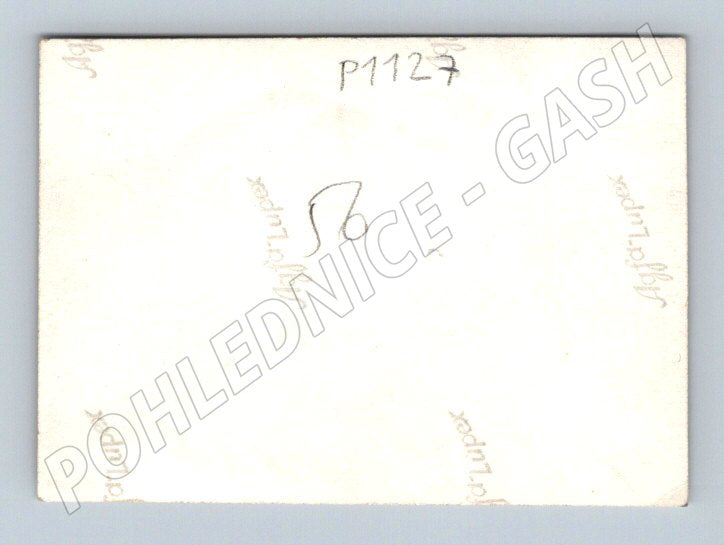 P1127
56
Agfa-Lupex
Agfa-Lupex
Agfa-Lupex
Agfa-Lupex
POHLEDNICE - GASH